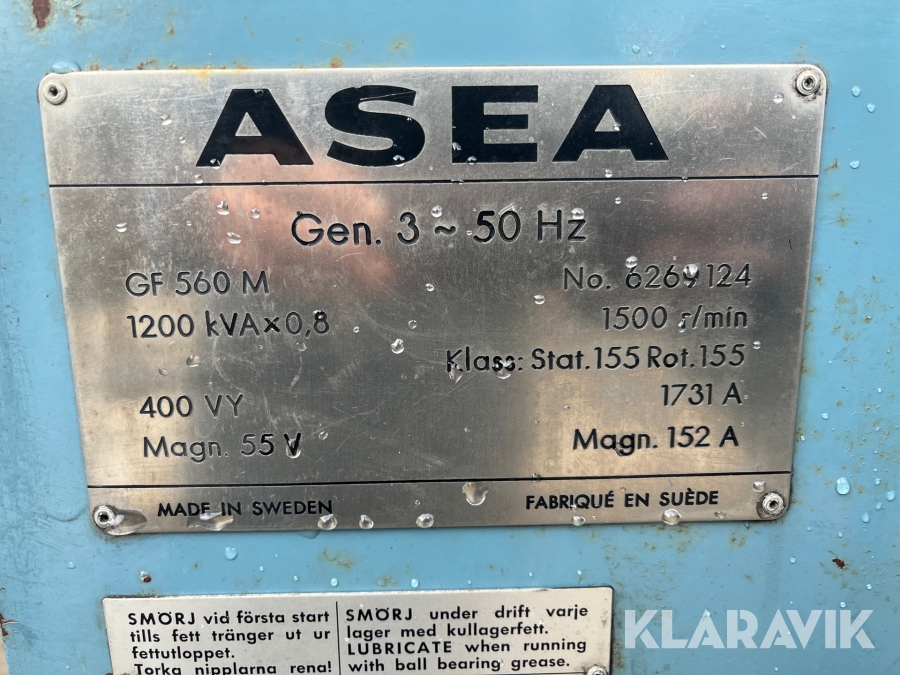 ASEA
Gen. 3 ~ 50 Hz
GF 560 M No. 6269124
1200 kVA×0,8 1500 r/min
Klass: Stat.155 Rot.155
400 VY 1731 A
Magn. 55 V Magn. 152 A
MADE IN SWEDEN FABRIQUÉ EN SUÈDE
SMÖRJ vid första start
tills fett tränger ut ur
fettutloppet.
Torka nipplarna rena!
SMÖRJ under drift varje
lager med kullagerfett.
LUBRICATE when running
with ball bearing grease.
KLARAVIK